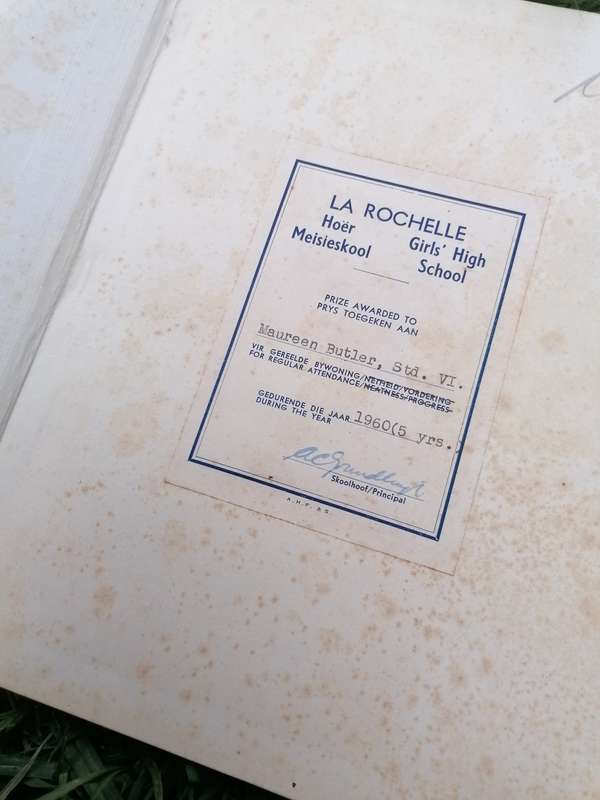 LA ROCHELLE
Hoër Meisieskool
Girls' High School
PRIZE AWARDED TO
PRYS TOEGEKEN AAN
Maureen Butler, Std. VI.
VIR GEREELDE BYWONING/NETHEID/VORDERING
FOR REGULAR ATTENDANCE/NEATNESS/PROGRESS
GEDURENDE DIE JAAR
DURING THE YEAR
1960(5 yrs.)
Skoolhoof/Principal